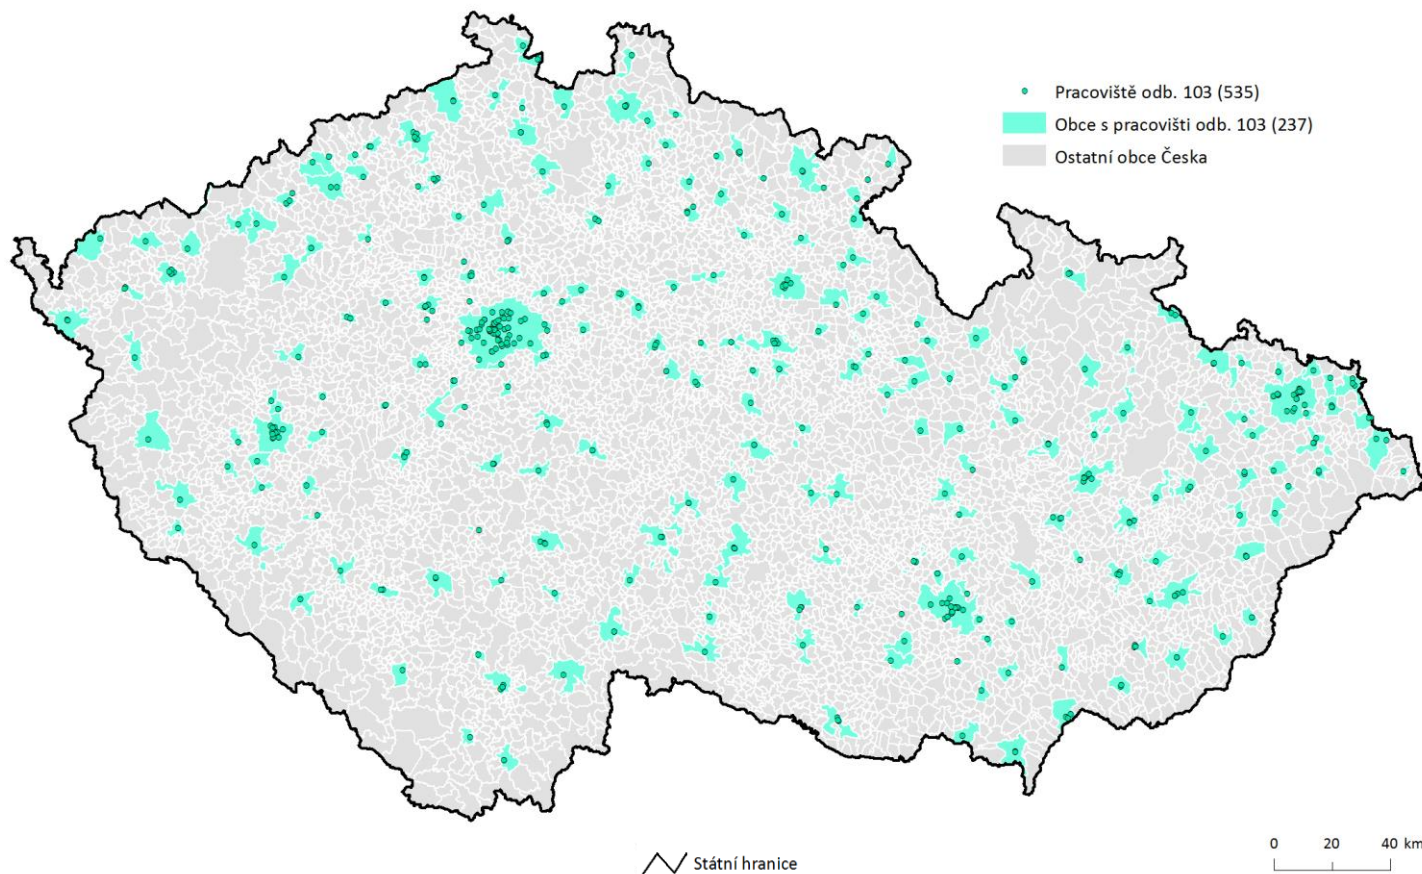 Pracoviště odb. 103 (535)
Obce s pracovišti odb. 103 (237)
Ostatní obce Česka
Státní hranice
0 20 40 km